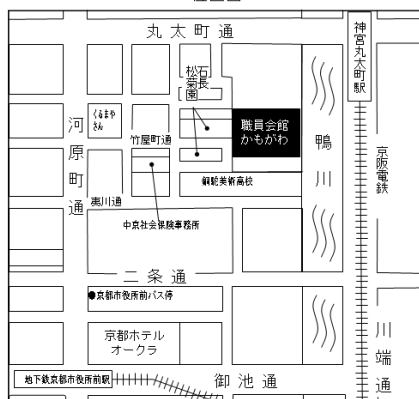 丸太町通
神宮丸太町駅
松石
菊長
園
くるまや
さん
職員会館
かもがわ
河原町通
竹屋町通
鴨川
京阪電鉄
銅駝美術高校
夷川通
中京社会保険事務所
二条通
●京都市役所前バス停
京都ホテル
オークラ
川端通
地下鉄京都市役所前駅
御池通